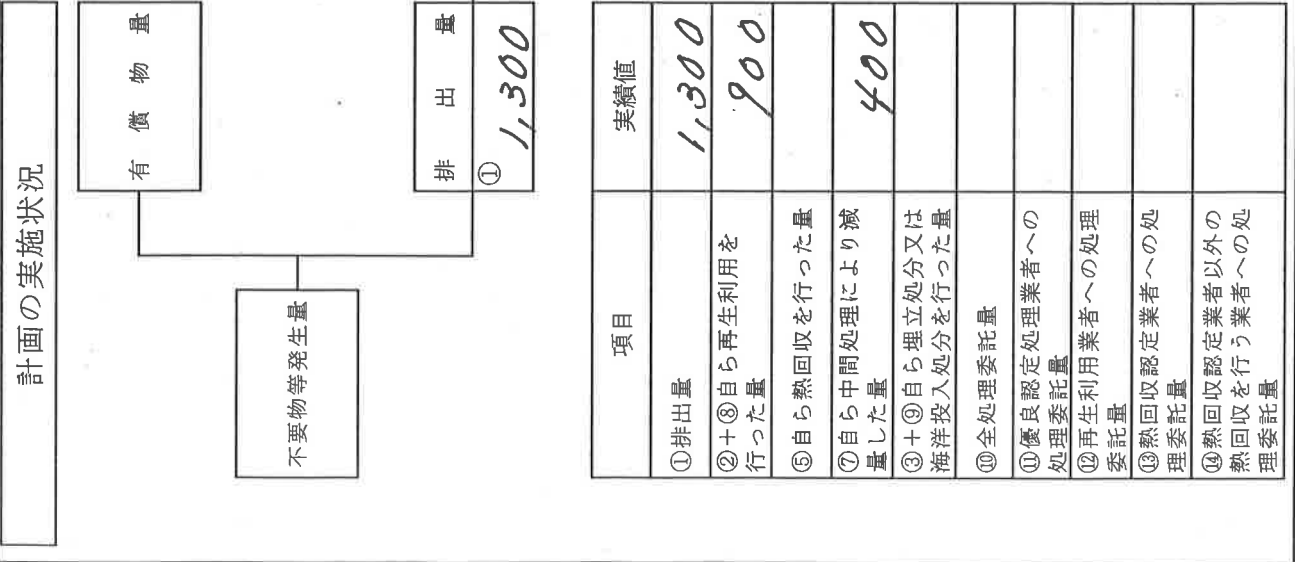 計画の実施状況
有償物量
不要物等発生量
排出量
①
1,300
項目
実績値
①排出量
1,300
②+⑧自ら再生利用を
行った量
900
⑤自ら熱回収を行った量
⑦自ら中間処理により減
量した量
400
③+⑨自ら埋立処分又は
海洋投入処分を行った量
⑩全処理委託量
⑪優良認定処理業者への
処理委託量
⑫再生利用業者への処理
委託量
⑬熱回収認定業者への処
理委託量
⑭熱回収認定業者以外の
熱回収を行う業者への処
理委託量